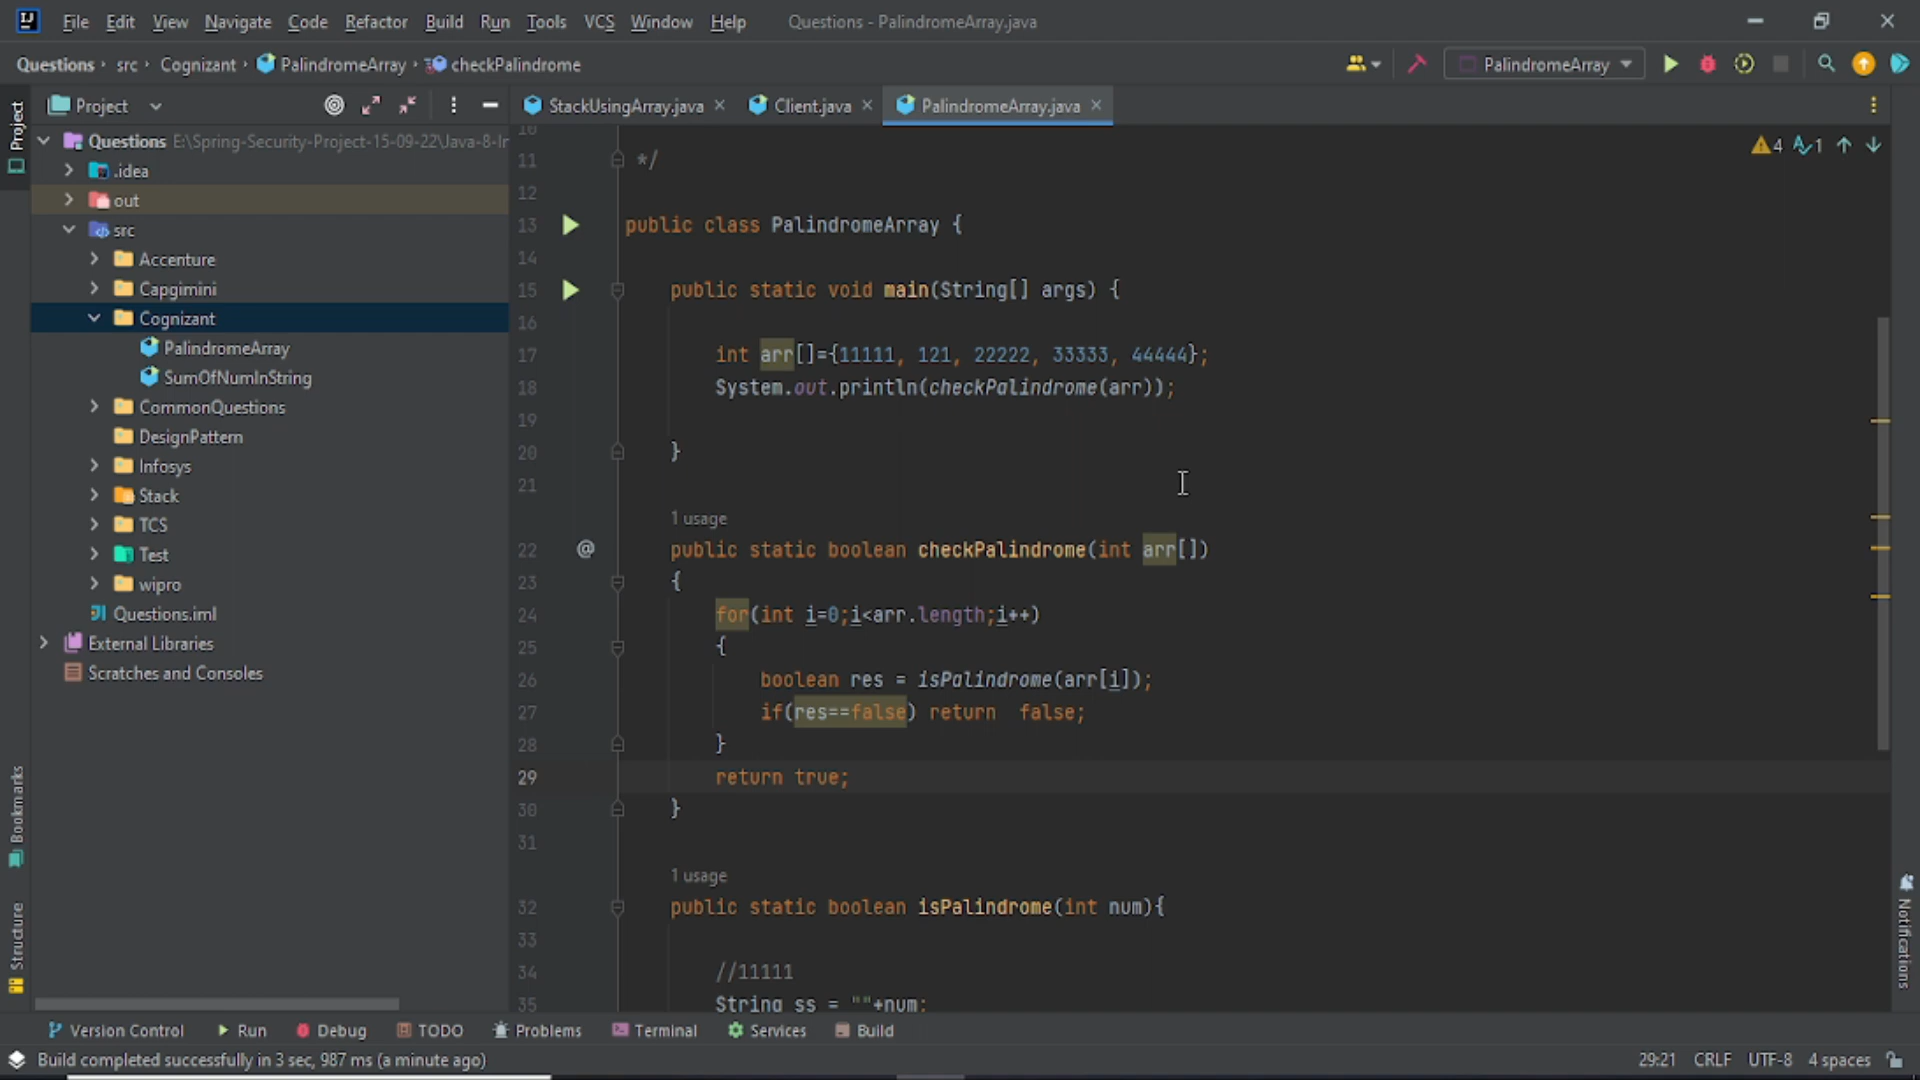 File Edit View Navigate Code Refactor Build Run Tools VCS Window Help Questions - PalindromeArray.java
Questions › src › Cognizant › PalindromeArray › checkPalindrome PalindromeArray
Project StackUsingArray.java Client.java PalindromeArray.java
Project
Questions E:\Spring-Security-Project-15-09-22\Java-8-In
.idea
out
src
Accenture
Capgimini
Cognizant
PalindromeArray
SumOfNumInString
CommonQuestions
DesignPattern
Infosys
Stack
TCS
Test
wipro
Questions.iml
External Libraries
Scratches and Consoles
Bookmarks
Structure
4 1
10
11 */
12
13 public class PalindromeArray {
14
15 public static void main(String[] args) {
16
17 int arr[]={11111, 121, 22222, 33333, 44444};
18 System.out.println(checkPalindrome(arr));
19
20 }
21
1 usage
22 @ public static boolean checkPalindrome(int arr[])
23 {
24 for(int i=0;i<arr.length;i++)
25 {
26 boolean res = isPalindrome(arr[i]);
27 if(res==false) return  false;
28 }
29 return true;
30 }
31
1 usage
32 public static boolean isPalindrome(int num){
33
34 //11111
35 String ss = ""+num;
Notifications
Version Control Run Debug TODO Problems Terminal Services Build
Build completed successfully in 3 sec, 987 ms (a minute ago) 29:21 CRLF UTF-8 4 spaces